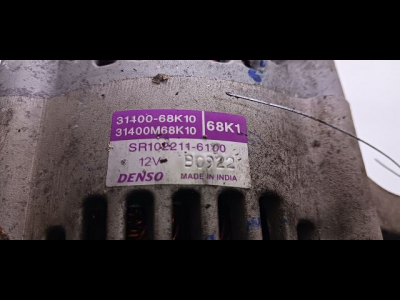 31400-68K10
31400M68K10
68K1
SR102211-6100
12V
DENSO MADE IN INDIA